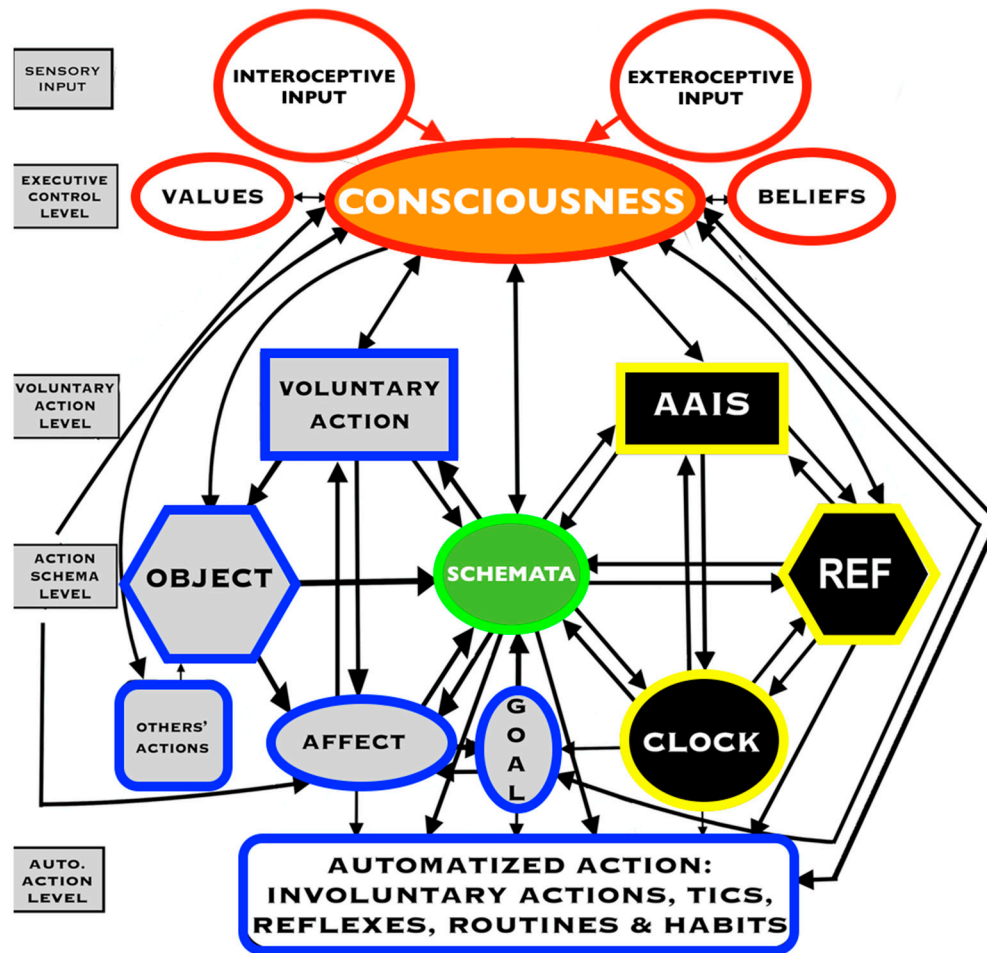 SENSORY
INPUT
INTEROCEPTIVE
INPUT
EXTEROCEPTIVE
INPUT
EXECUTIVE
CONTROL
LEVEL
VALUES
CONSCIOUSNESS
BELIEFS
VOLUNTARY
ACTION
LEVEL
VOLUNTARY
ACTION
AAIS
ACTION
SCHEMA
LEVEL
OBJECT
SCHEMATA
REF
OTHERS'
ACTIONS
AFFECT
GOAL
CLOCK
AUTO.
ACTION
LEVEL
AUTOMATIZED ACTION:
INVOLUNTARY ACTIONS, TICS,
REFLEXES, ROUTINES & HABITS